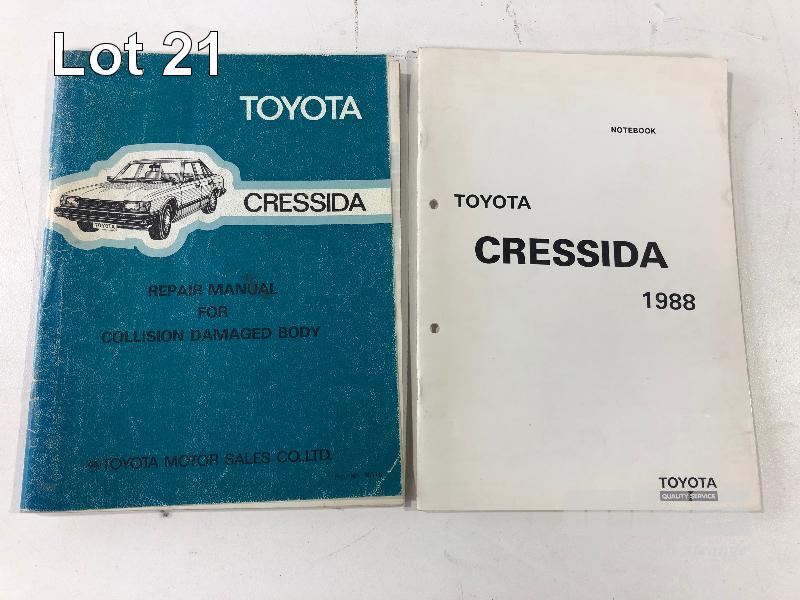 Lot 21
TOYOTA
CRESSIDA
TOYOTA
REPAIR MANUAL
FOR
COLLISION DAMAGED BODY
TOYOTA MOTOR SALES CO.,LTD.
NOTEBOOK
TOYOTA
CRESSIDA
1988
TOYOTA
QUALITY SERVICE